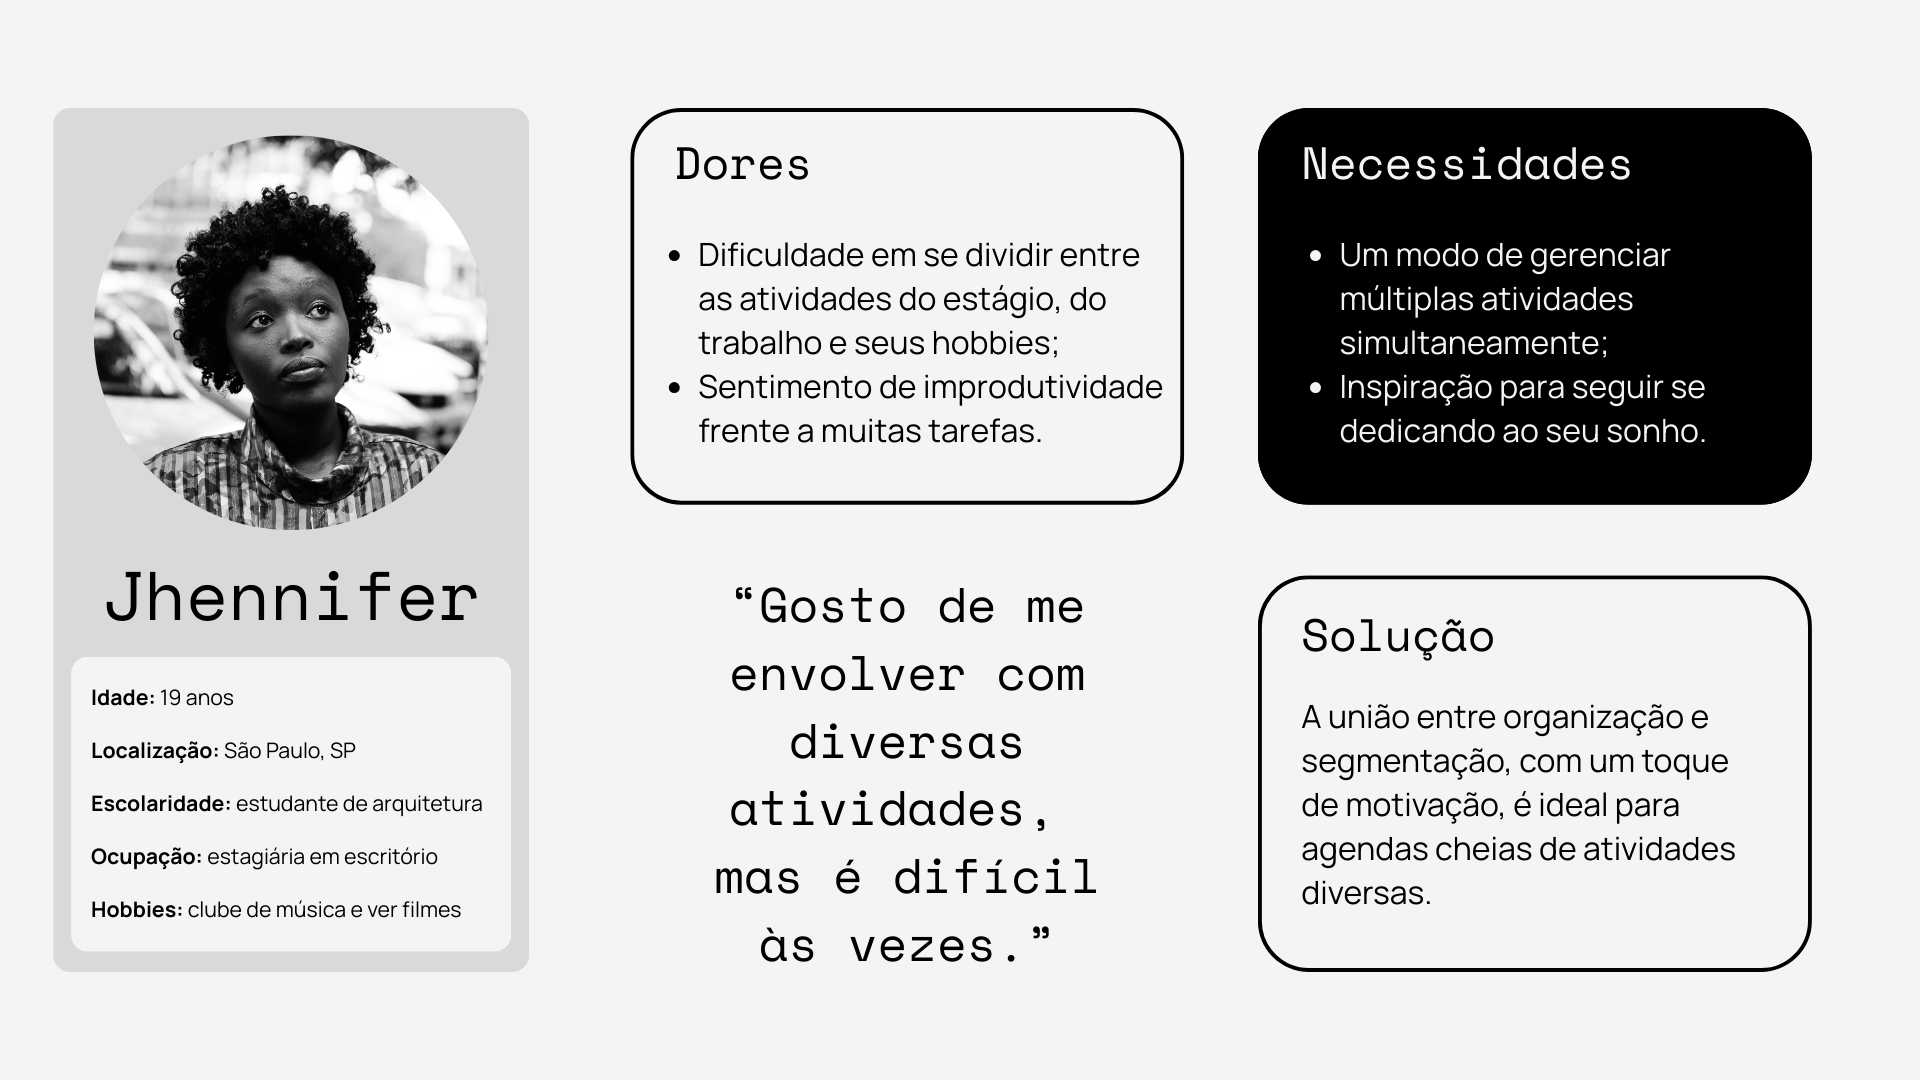 Jhennifer
Idade: 19 anos
Localização: São Paulo, SP
Escolaridade: estudante de arquitetura
Ocupação: estagiária em escritório
Hobbies: clube de música e ver filmes
Dores
• Dificuldade em se dividir entre
as atividades do estágio, do
trabalho e seus hobbies;
• Sentimento de improdutividade
frente a muitas tarefas.
“Gosto de me
envolver com
diversas
atividades,
mas é difícil
às vezes.”
Necessidades
• Um modo de gerenciar
múltiplas atividades
simultaneamente;
• Inspiração para seguir se
dedicando ao seu sonho.
Solução
A união entre organização e
segmentação, com um toque
de motivação, é ideal para
agendas cheias de atividades
diversas.